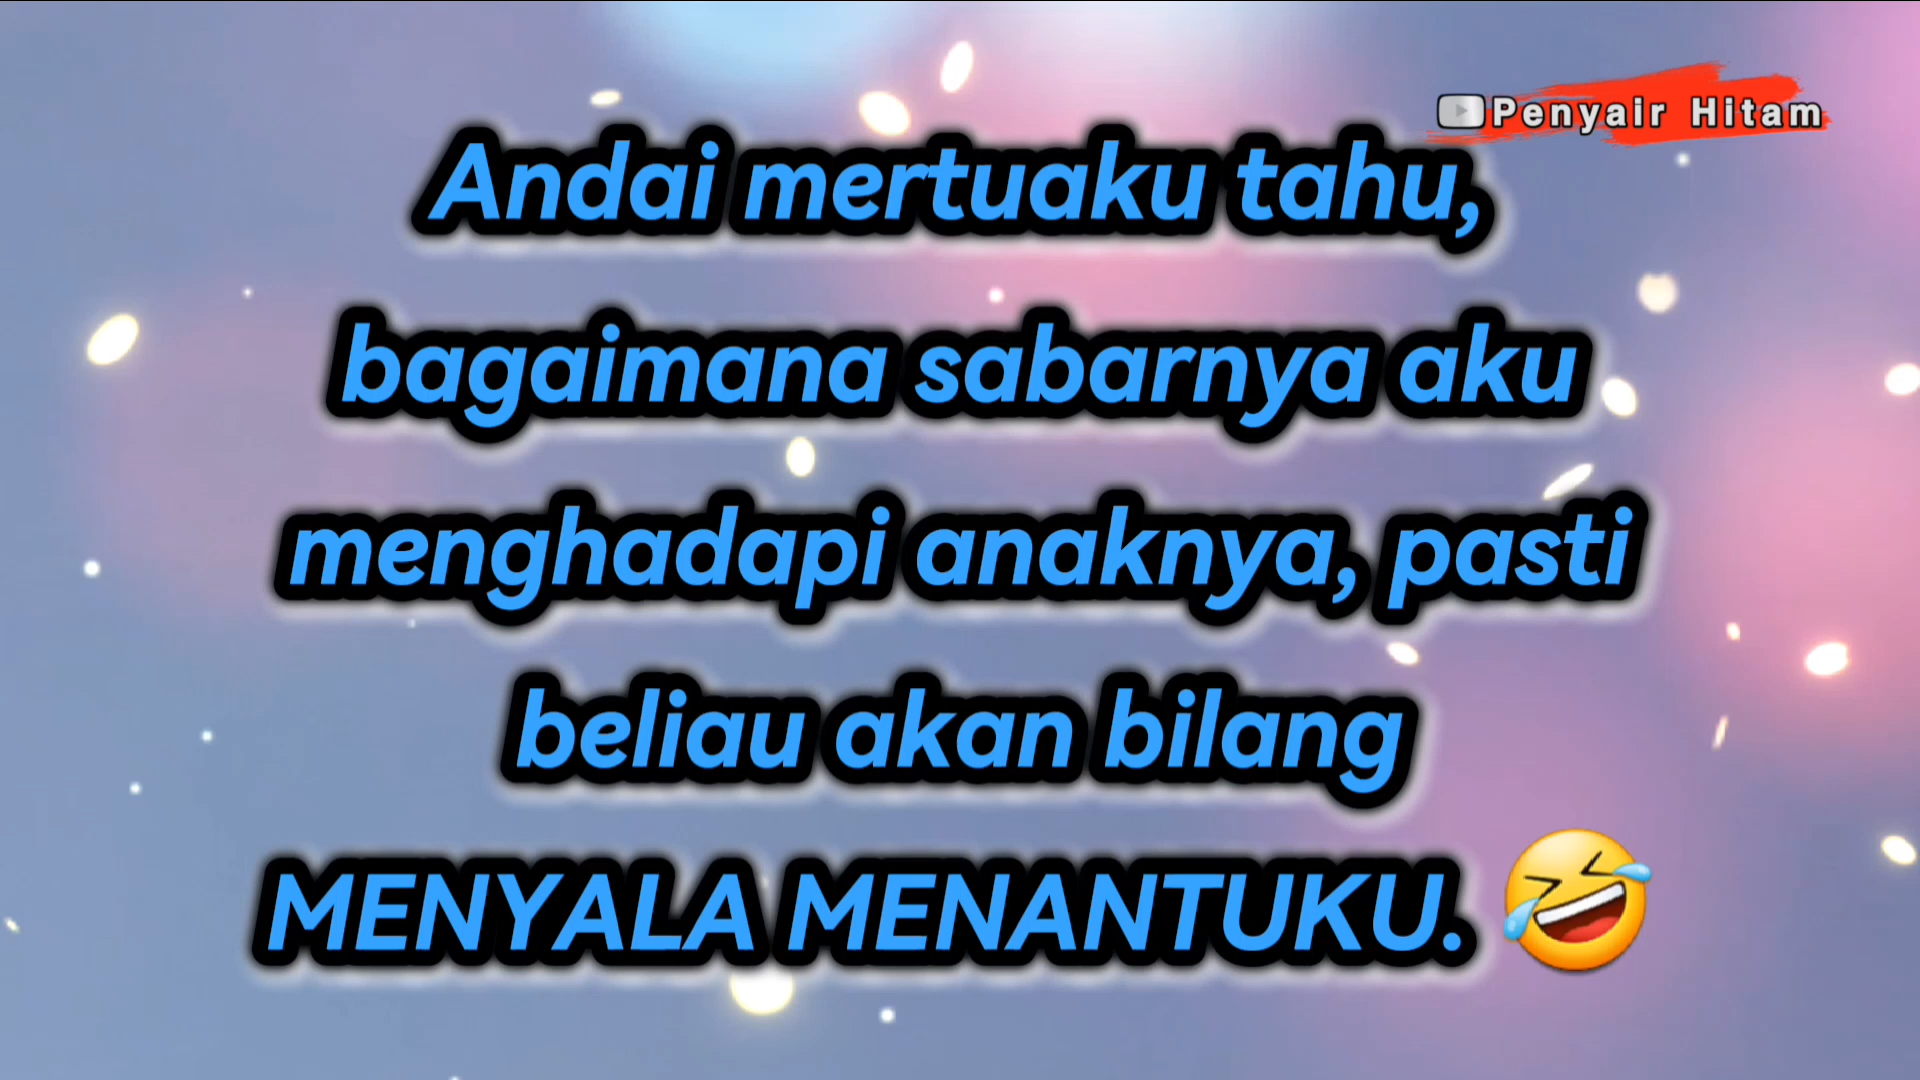 Penyair Hitam
Andai mertuaku tahu,
bagaimana sabarnya aku
menghadapi anaknya, pasti
beliau akan bilang
MENYALA MENANTUKU. 🤣